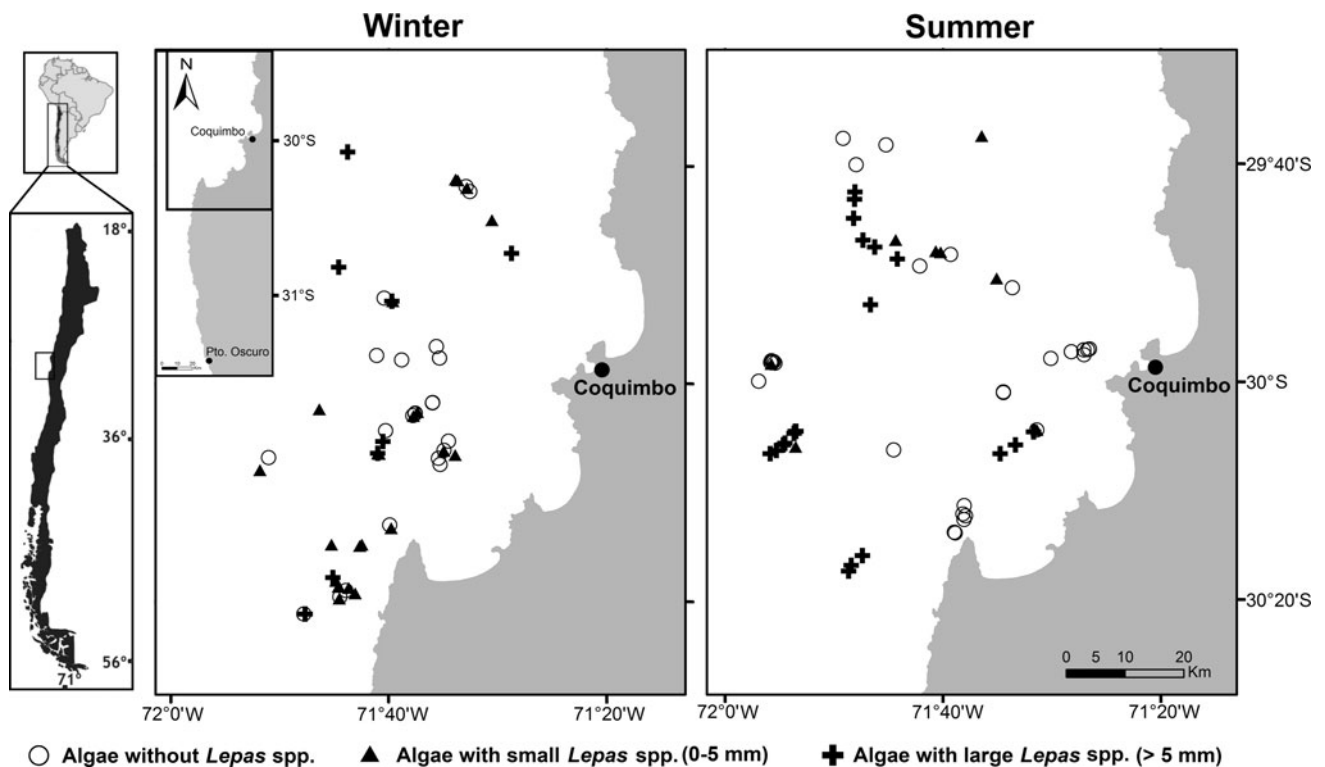 Winter
Summer
N
Coquimbo
30°S
31°S
Pto. Oscuro
18°
36°
56°
71°
Coquimbo
72°0'W
71°40'W
71°20'W
29°40'S
30°0'S
30°20'S
Coquimbo
0 5 10 20
Km
72°0'W
71°40'W
71°20'W
Algae without Lepas spp.
Algae with small Lepas spp. (0-5 mm)
Algae with large Lepas spp. (> 5 mm)